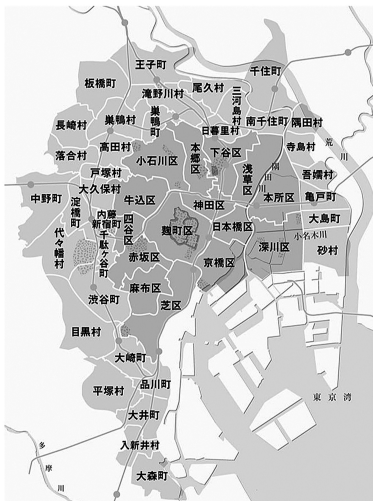 王子町
千住町
板橋町
滝野川村
尾久村
三河島村
巣鴨町
南千住町
隅田村
長崎村
巣鴨村
日暮里村
荒川
高田村
本郷区
下谷区
寺島村
落合村
小石川区
浅草区
隅田川
吾嬬町
戸塚村
中野町
大久保村
牛込区
神田区
本所区
亀戸町
淀橋町
内藤新宿町
四谷区
麹町区
日本橋区
大島町
小名木川
代々幡村
千駄ヶ谷町
赤坂区
京橋区
深川区
砂村
渋谷町
麻布区
芝区
目黒村
大崎町
品川町
平塚村
東京湾
大井町
多摩川
入新井村
大森町